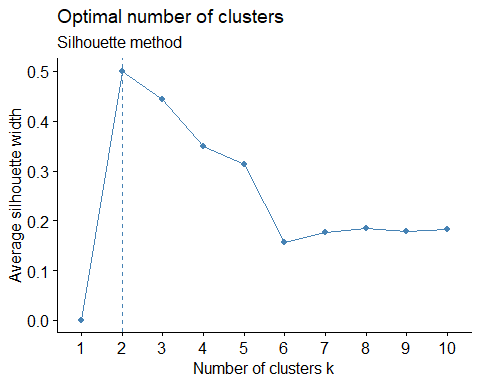 Optimal number of clusters
Silhouette method
Average silhouette width
0.5
0.4
0.3
0.2
0.1
0.0
1 2 3 4 5 6 7 8 9 10
Number of clusters k